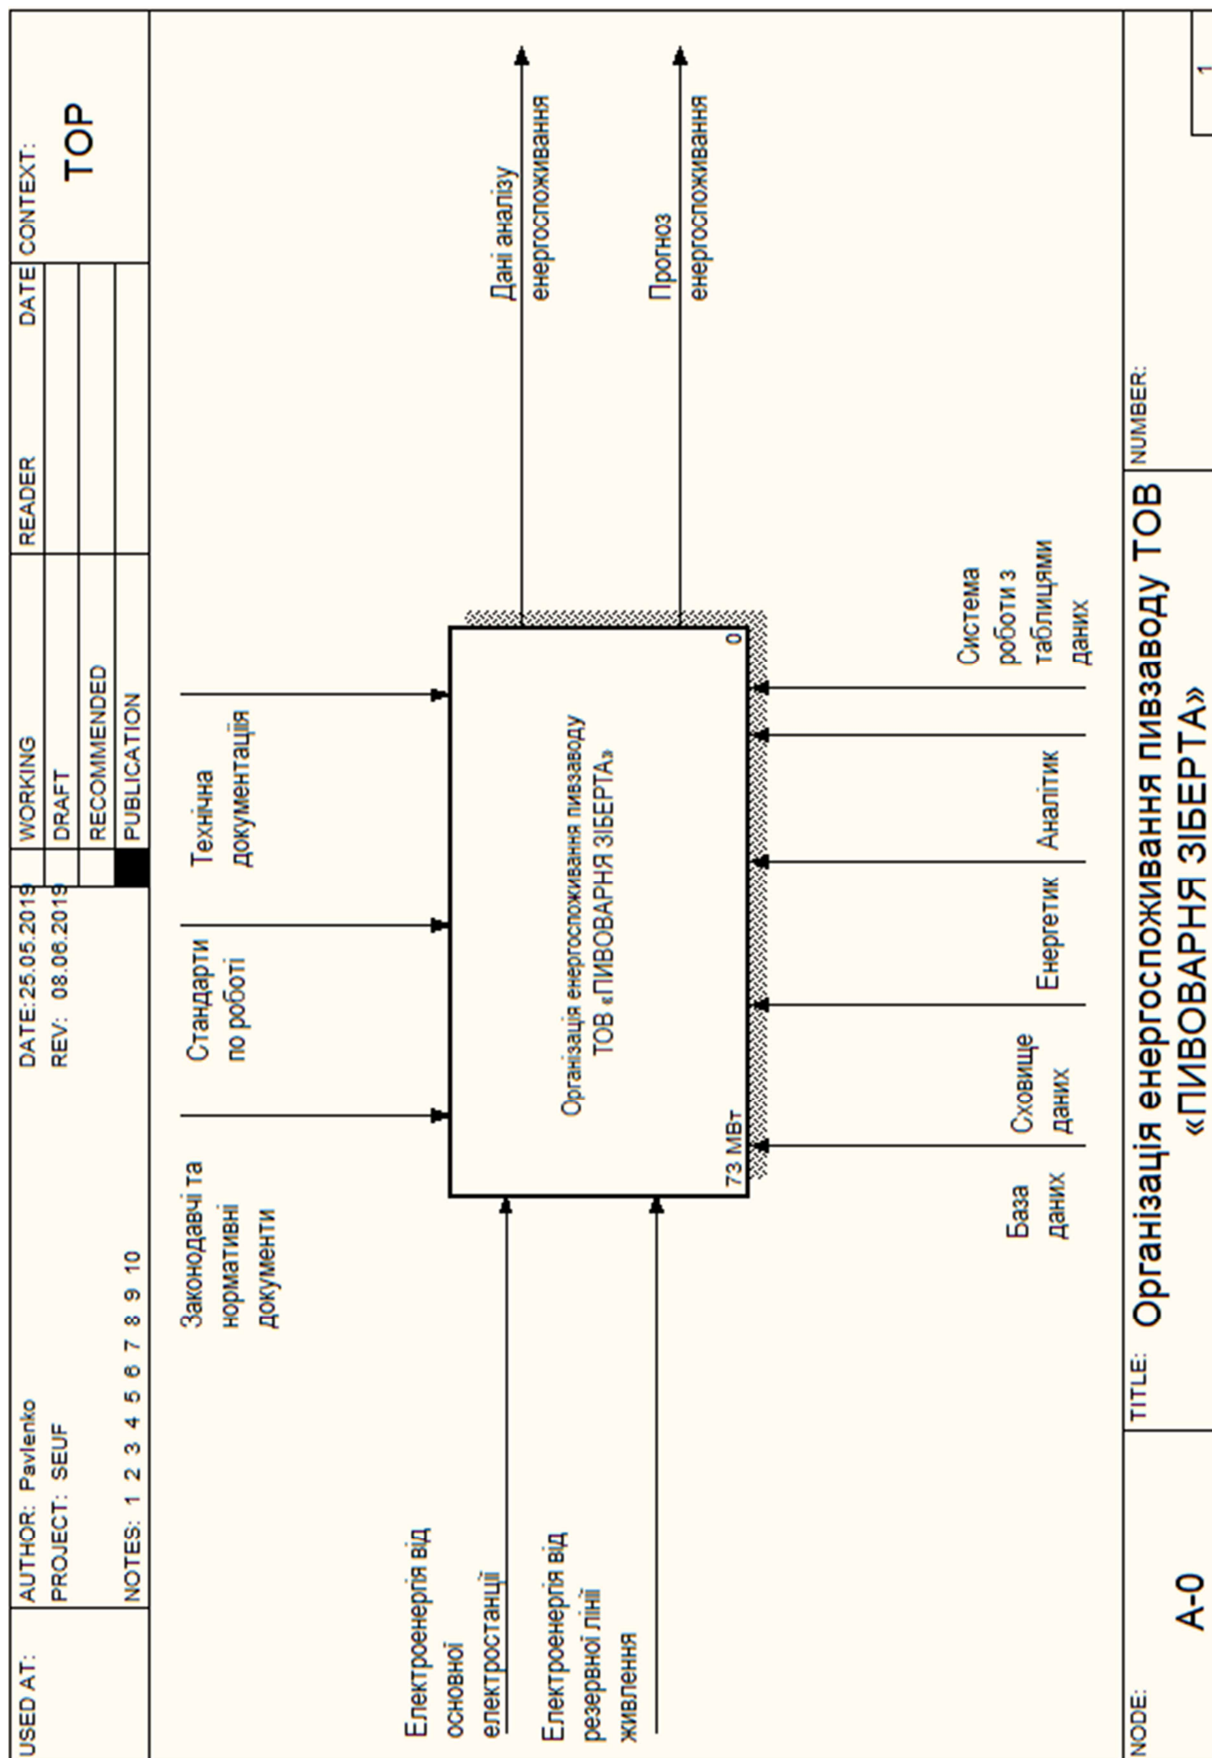 USED AT:
AUTHOR: Pavlenko
PROJECT: SEUF
NOTES: 1 2 3 4 5 6 7 8 9 10
DATE: 25.05.2019
REV: 08.06.2019
WORKING
DRAFT
RECOMMENDED
PUBLICATION
READER
DATE
CONTEXT:
TOP
Законодавчі та
нормативні
документи
Стандарти
по роботі
Технічна
документація
Електроенергія від
основної
електростанції
Електроенергія від
резервної лінії
живлення
Організація енергоспоживання пивзаводу
ТОВ «ПИВОВАРНЯ ЗІБЕРТА»
73 МВт
0
Дані аналізу
енергоспоживання
Прогноз
енергоспоживання
База
даних
Сховище
даних
Енергетик
Аналітик
Система
роботи з
таблицями
даних
NODE:
A-0
TITLE:
Організація енергоспоживання пивзаводу ТОВ
«ПИВОВАРНЯ ЗІБЕРТА»
NUMBER:
1